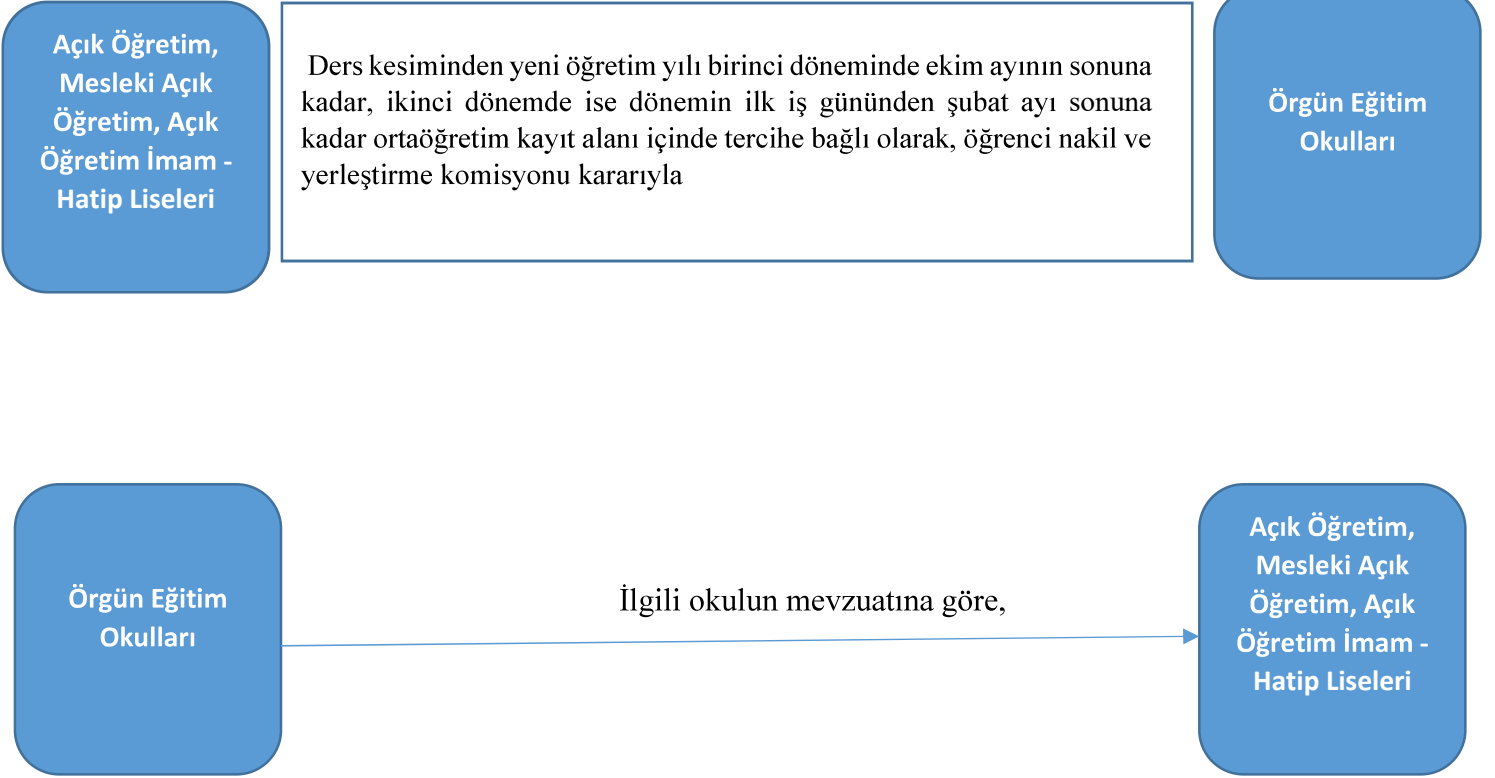 Açık Öğretim,
Mesleki Açık
Öğretim, Açık
Öğretim İmam -
Hatip Liseleri
Ders kesiminden yeni öğretim yılı birinci döneminde ekim ayının sonuna
kadar, ikinci dönemde ise dönemin ilk iş gününden şubat ayı sonuna
kadar ortaöğretim kayıt alanı içinde tercihe bağlı olarak, öğrenci nakil ve
yerleştirme komisyonu kararıyla
Örgün Eğitim
Okulları
Örgün Eğitim
Okulları
İlgili okulun mevzuatına göre,
Açık Öğretim,
Mesleki Açık
Öğretim, Açık
Öğretim İmam -
Hatip Liseleri